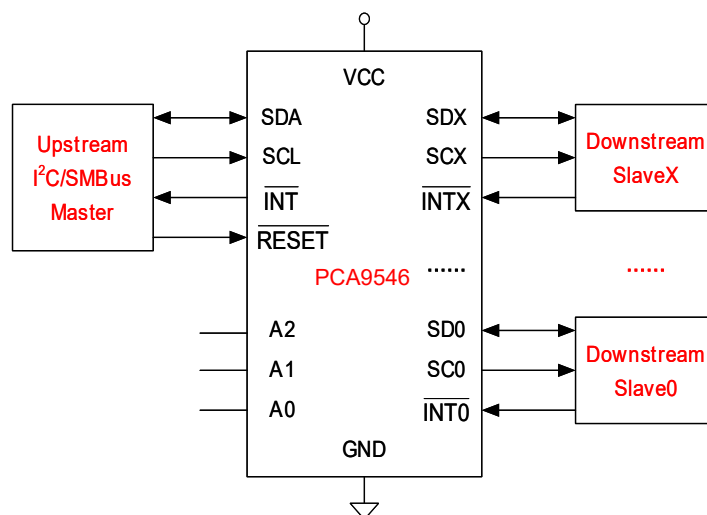 VCC
Upstream
I²C/SMBus
Master
SDA
SCL
INT
RESET
SDX
SCX
INTX
Downstream
SlaveX
PCA9546
......
......
A2
A1
A0
SD0
SC0
INT0
Downstream
Slave0
GND